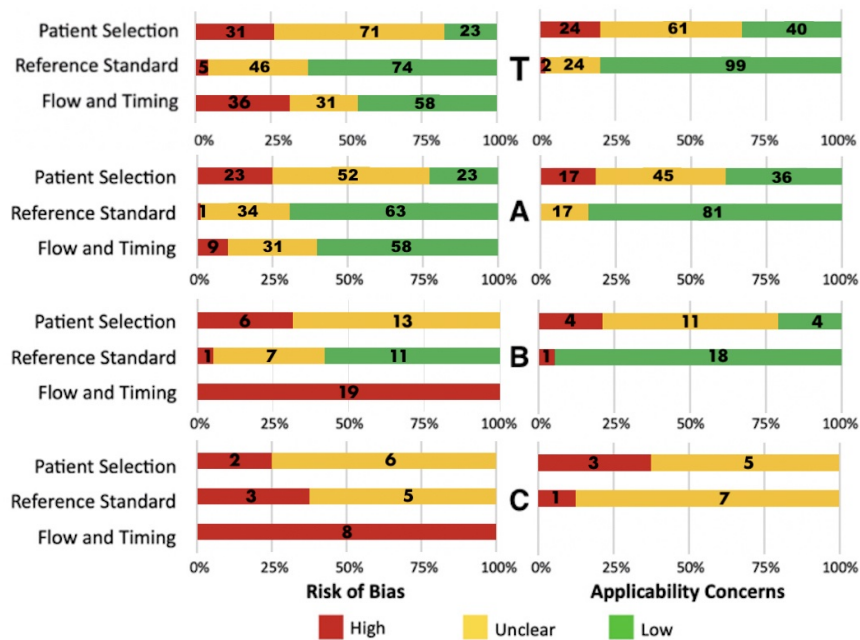 Patient Selection 31 71 23 24 61 40
Reference Standard 5 46 74 T 2 24 99
Flow and Timing 36 31 58
0% 25% 50% 75% 100% 0% 25% 50% 75% 100%
Patient Selection 23 52 23 17 45 36
Reference Standard 1 34 63 A 17 81
Flow and Timing 9 31 58
0% 25% 50% 75% 100% 0% 25% 50% 75% 100%
Patient Selection 6 13 4 11 4
Reference Standard 1 7 11 B 1 18
Flow and Timing 19
0% 25% 50% 75% 100% 0% 25% 50% 75% 100%
Patient Selection 2 6 3 5
Reference Standard 3 5 C 1 7
Flow and Timing 8
0% 25% 50% 75% 100% 0% 25% 50% 75% 100%
Risk of Bias Applicability Concerns
High Unclear Low